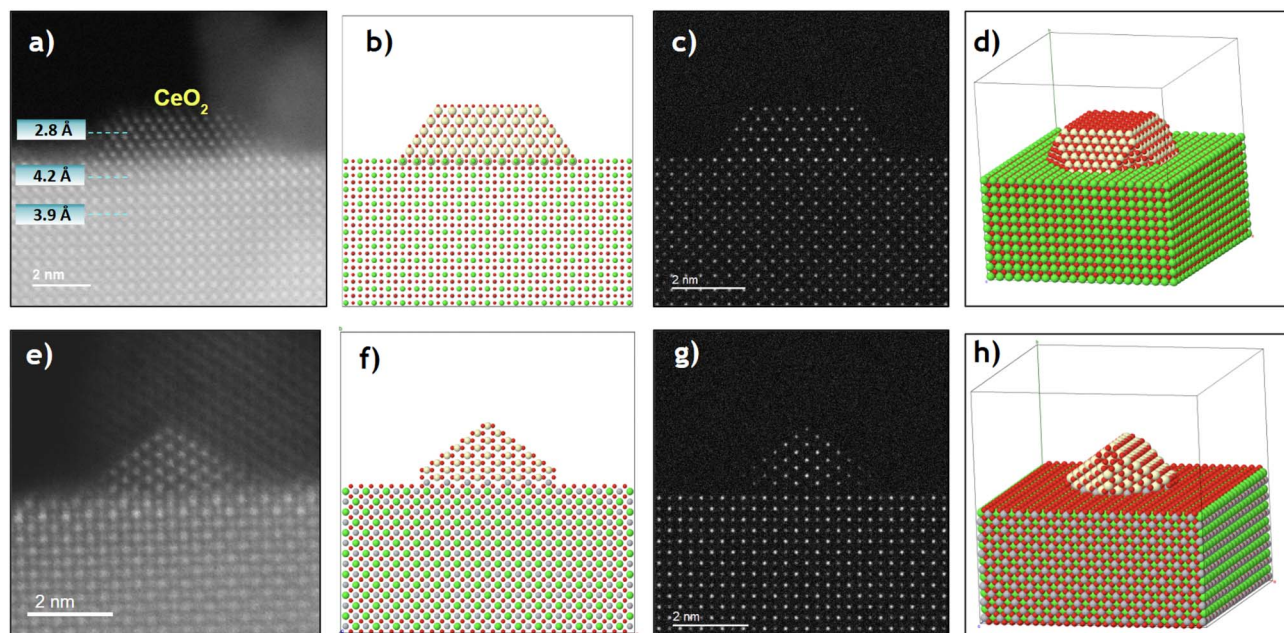 a)
CeO2
2.8 Å
4.2 Å
3.9 Å
2 nm
b)
c)
2 nm
d)
e)
2 nm
f)
g)
2 nm
h)